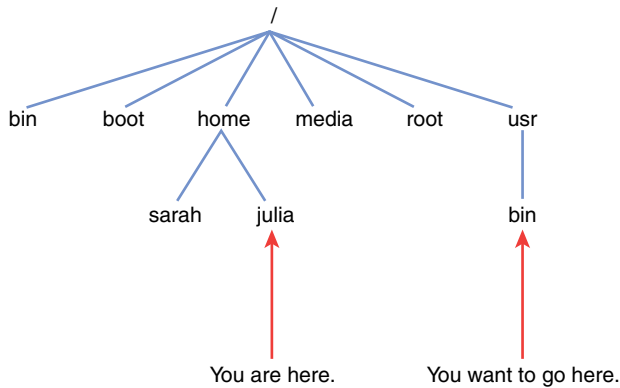 /
bin boot home media root usr
sarah julia bin
You are here. You want to go here.